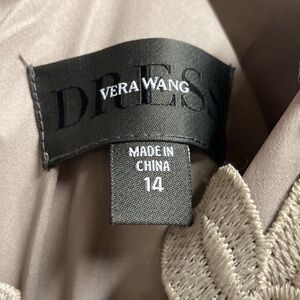 DRESS
VERA WANG
MADE IN
CHINA
14